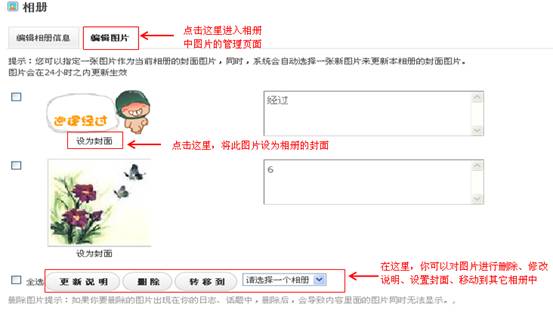 相册
编辑相册信息
编辑图片
点击这里进入相册
中图片的管理页面
提示：您可以指定一张图片作为当前相册的封面图片，同时，系统会自动选择一张新图片来更新本相册的封面图片。
图片会在24小时之内更新生效
经过
设为封面
点击这里，将此图片设为相册的封面
6
设为封面
在这里，你可以对图片进行删除、修改
说明、设置封面、移动到其它相册中
全选 更新说明 删除 转移到 请选择一个相册
删除图片提示：如果你要删除的图片出现在你的日志、话题中，删除后，会导致内容里面的图片同时无法显示。